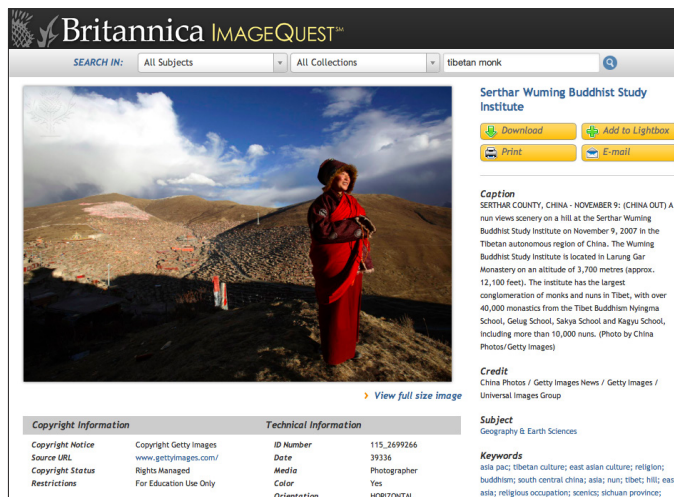 Britannica IMAGEQUEST SM
SEARCH IN: All Subjects All Collections tibetan monk
Serthar Wuming Buddhist Study
Institute
Download Add to Lightbox
Print E-mail
Caption
SERTHAR COUNTY, CHINA - NOVEMBER 9: (CHINA OUT) A
nun views scenery on a hill at the Serthar Wuming
Buddhist Study Institute on November 9, 2007 in the
Tibetan autonomous region of China. The Wuming
Buddhist Study Institute is located in Larung Gar
Monastery on an altitude of 3,700 metres (approx.
12,100 feet). The institute has the largest
conglomeration of monks and nuns in Tibet, with over
40,000 monastics from the Tibet Buddhism Nyingma
School, Gelug School, Sakya School and Kagyu School,
including more than 10,000 nuns. (Photo by China
Photos/Getty Images)
Credit
China Photos / Getty Images News / Getty Images /
Universal Images Group
Subject
Geography & Earth Sciences
Keywords
asia pac; tibetan culture; east asian culture; religion;
buddhism; south central china; asia; nun; tibet; hill; eas
asia; religious occupation; scenics; sichuan province;
View full size image
Copyright Information
Copyright Notice Copyright Getty Images
Source URL www.gettyimages.com/
Copyright Status Rights Managed
Restrictions For Education Use Only
Technical Information
ID Number 115_2699266
Date 39336
Media Photographer
Color Yes
Orientation HORIZONTAL